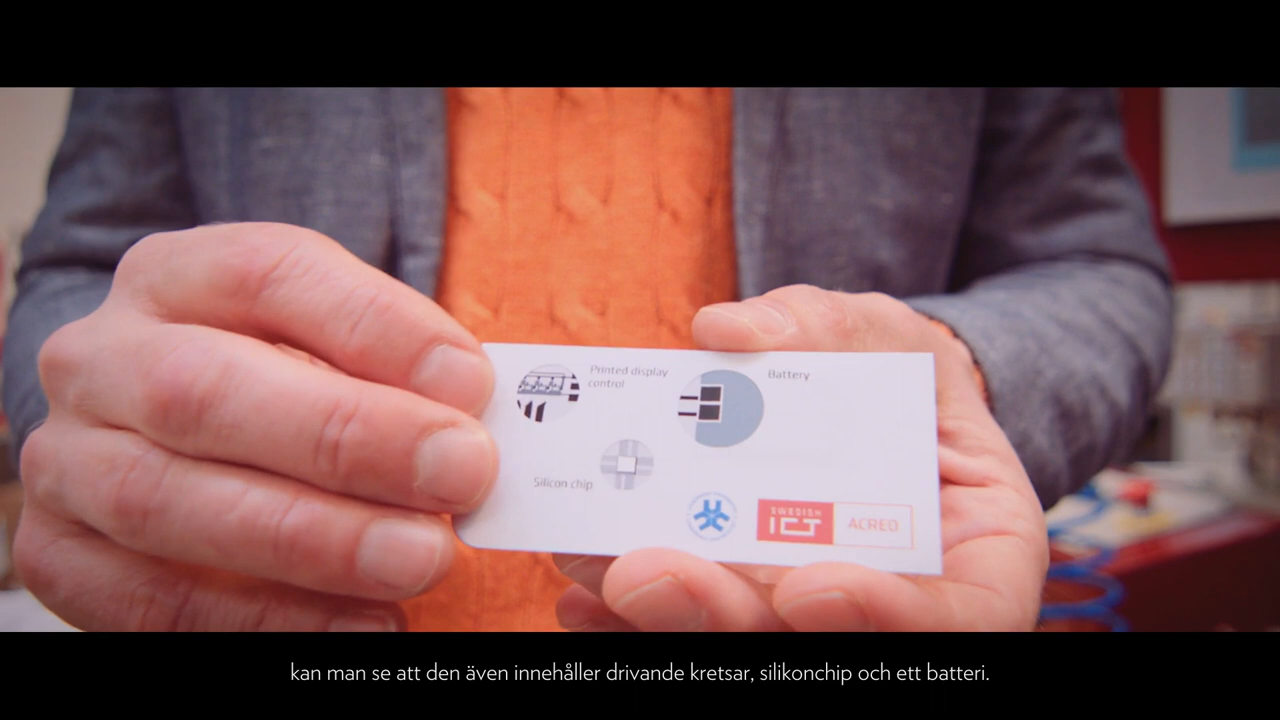 Printed display
control
Battery
Silicon chip
SWEDISH
ICT
ACREO
kan man se att den även innehåller drivande kretsar, silikonchip och ett batteri.